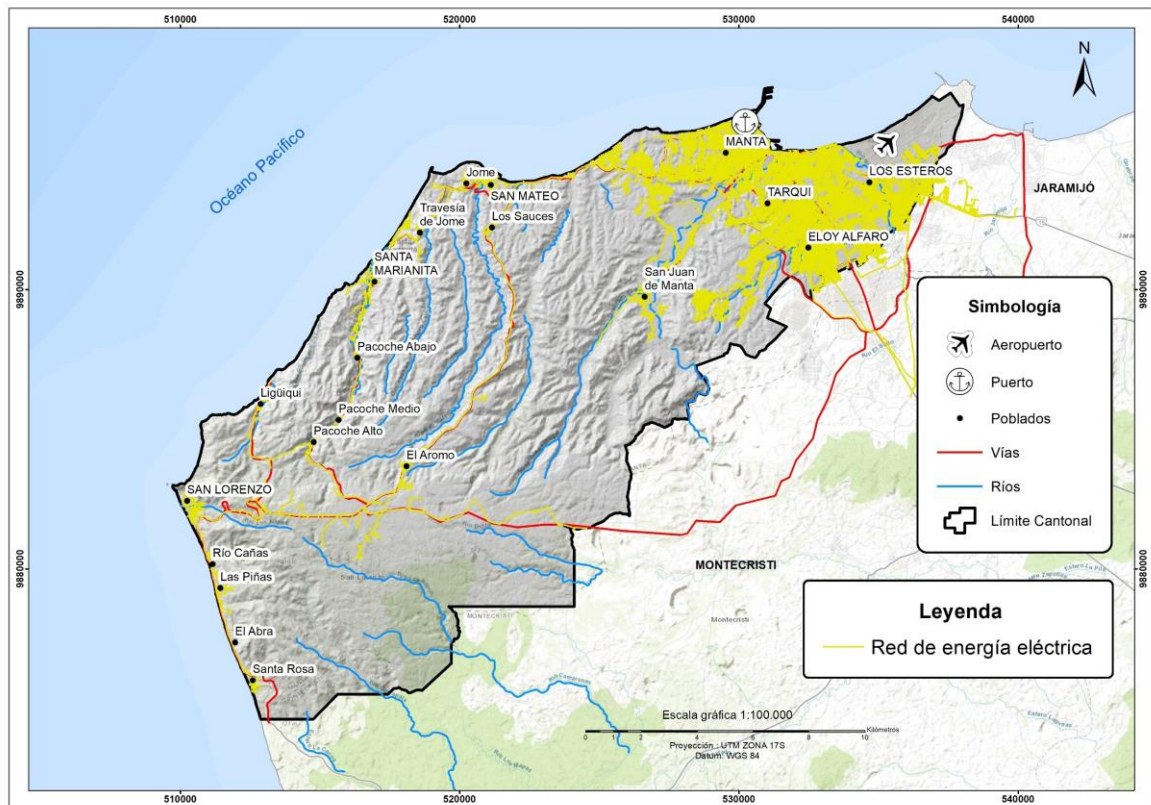 510000
520000
530000
540000
N
Océano Pacífico
MANTA
LOS ESTEROS
JARAMIJÓ
TARQUI
ELOY ALFARO
Jome
SAN MATEO
Los Sauces
Travesía
de Jome
SANTA
MARIANITA
San Juan
de Manta
9890000
9890000
Pacoche Abajo
Ligüiqui
Pacoche Medio
Pacoche Alto
El Aromo
SAN LORENZO
Río Cañas
Las Piñas
El Abra
Santa Rosa
9880000
9880000
MONTECRISTI
MONTECRISTI
Montecristi
Simbología
Aeropuerto
Puerto
Poblados
Vías
Ríos
Límite Cantonal
Leyenda
Red de energía eléctrica
Escala gráfica 1:100.000
Kilómetros
0 1 2 4 6 8 10
Proyección : UTM ZONA 17S
Datum: WGS 84
510000
520000
530000
540000